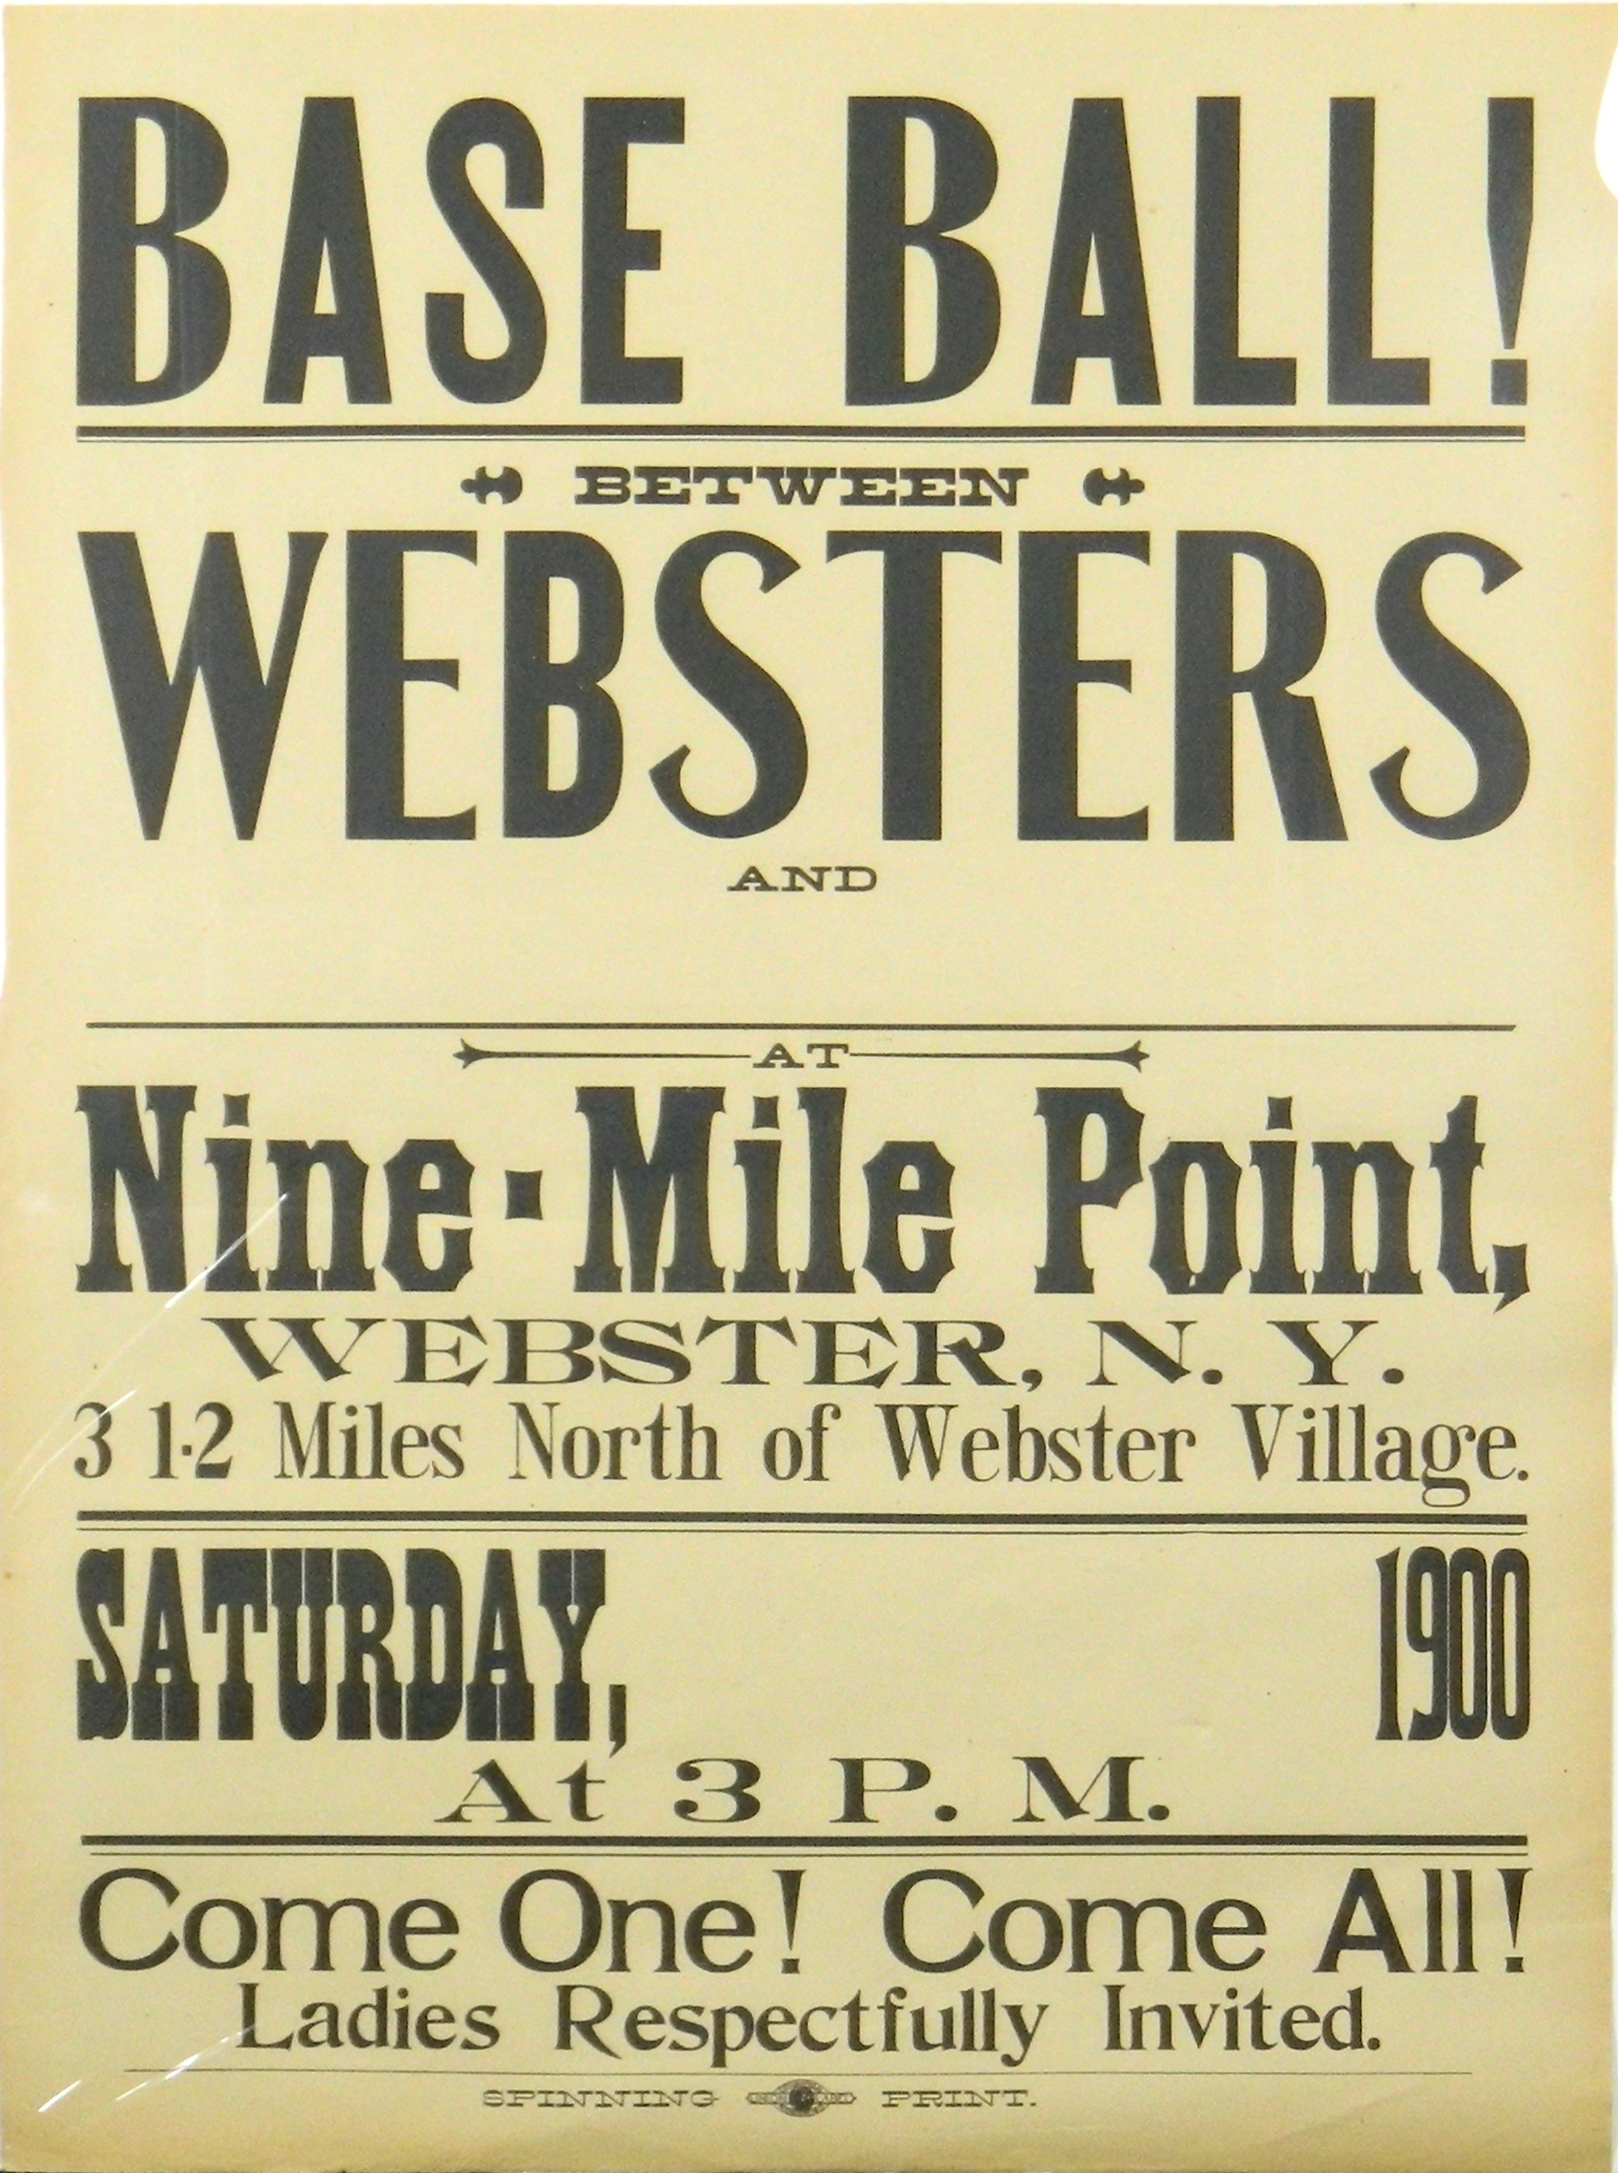 BASE BALL!
BETWEEN
WEBSTERS
AND
AT
Nine-Mile Point,
WEBSTER, N. Y.
3 1-2 Miles North of Webster Village.
SATURDAY, 1900
At 3 P. M.
Come One! Come All!
Ladies Respectfully Invited.
SPINNING PRINT.